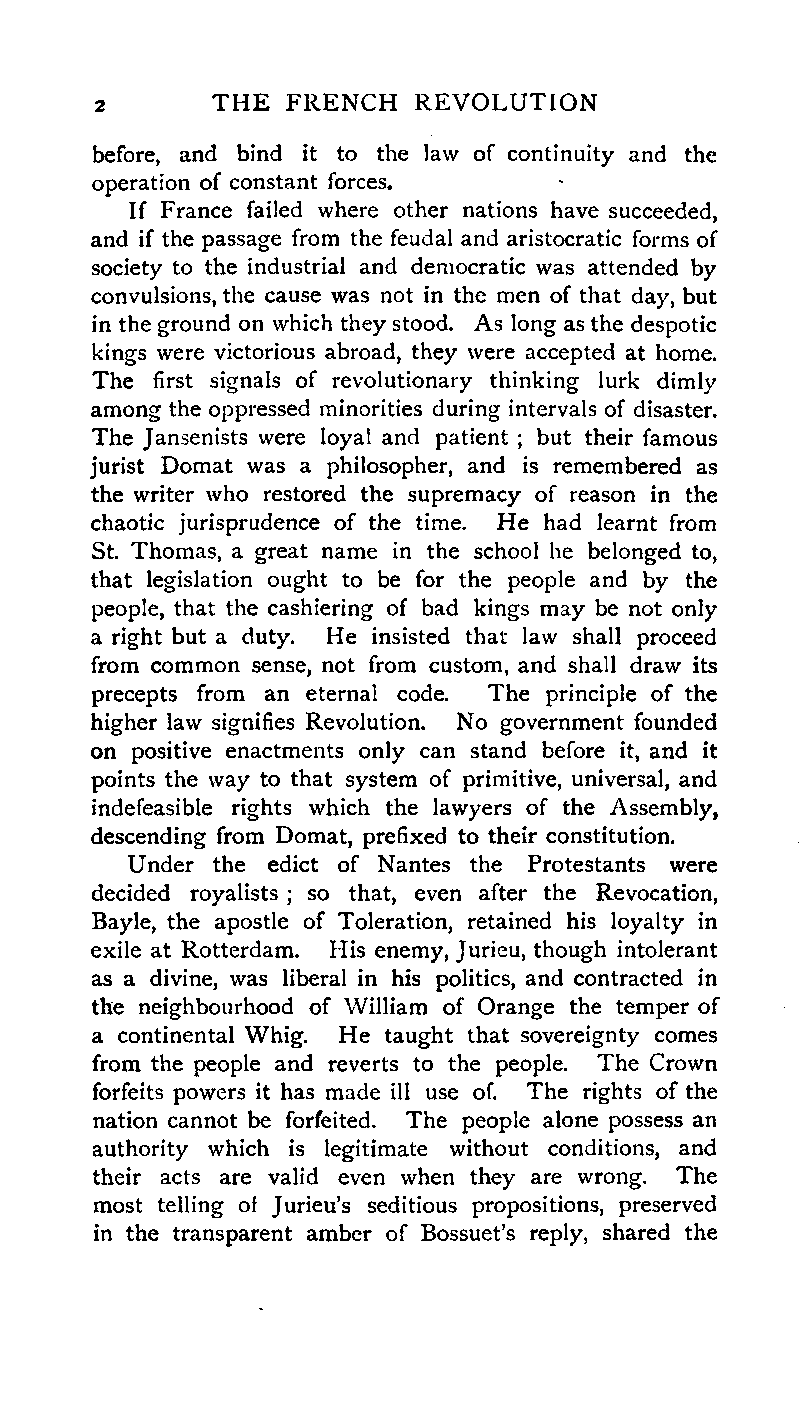 2 THE FRENCH REVOLUTION
before, and bind it to the law of continuity and the
operation of constant forces.
If France failed where other nations have succeeded,
and if the passage from the feudal and aristocratic forms of
society to the industrial and democratic was attended by
convulsions, the cause was not in the men of that day, but
in the ground on which they stood. As long as the despotic
kings were victorious abroad, they were accepted at home.
The first signals of revolutionary thinking lurk dimly
among the oppressed minorities during intervals of disaster.
The Jansenists were loyal and patient ; but their famous
jurist Domat was a philosopher, and is remembered as
the writer who restored the supremacy of reason in the
chaotic jurisprudence of the time. He had learnt from
St. Thomas, a great name in the school he belonged to,
that legislation ought to be for the people and by the
people, that the cashiering of bad kings may be not only
a right but a duty. He insisted that law shall proceed
from common sense, not from custom, and shall draw its
precepts from an eternal code. The principle of the
higher law signifies Revolution. No government founded
on positive enactments only can stand before it, and it
points the way to that system of primitive, universal, and
indefeasible rights which the lawyers of the Assembly,
descending from Domat, prefixed to their constitution.
Under the edict of Nantes the Protestants were
decided royalists ; so that, even after the Revocation,
Bayle, the apostle of Toleration, retained his loyalty in
exile at Rotterdam. His enemy, Jurieu, though intolerant
as a divine, was liberal in his politics, and contracted in
the neighbourhood of William of Orange the temper of
a continental Whig. He taught that sovereignty comes
from the people and reverts to the people. The Crown
forfeits powers it has made ill use of. The rights of the
nation cannot be forfeited. The people alone possess an
authority which is legitimate without conditions, and
their acts are valid even when they are wrong. The
most telling of Jurieu's seditious propositions, preserved
in the transparent amber of Bossuet's reply, shared the